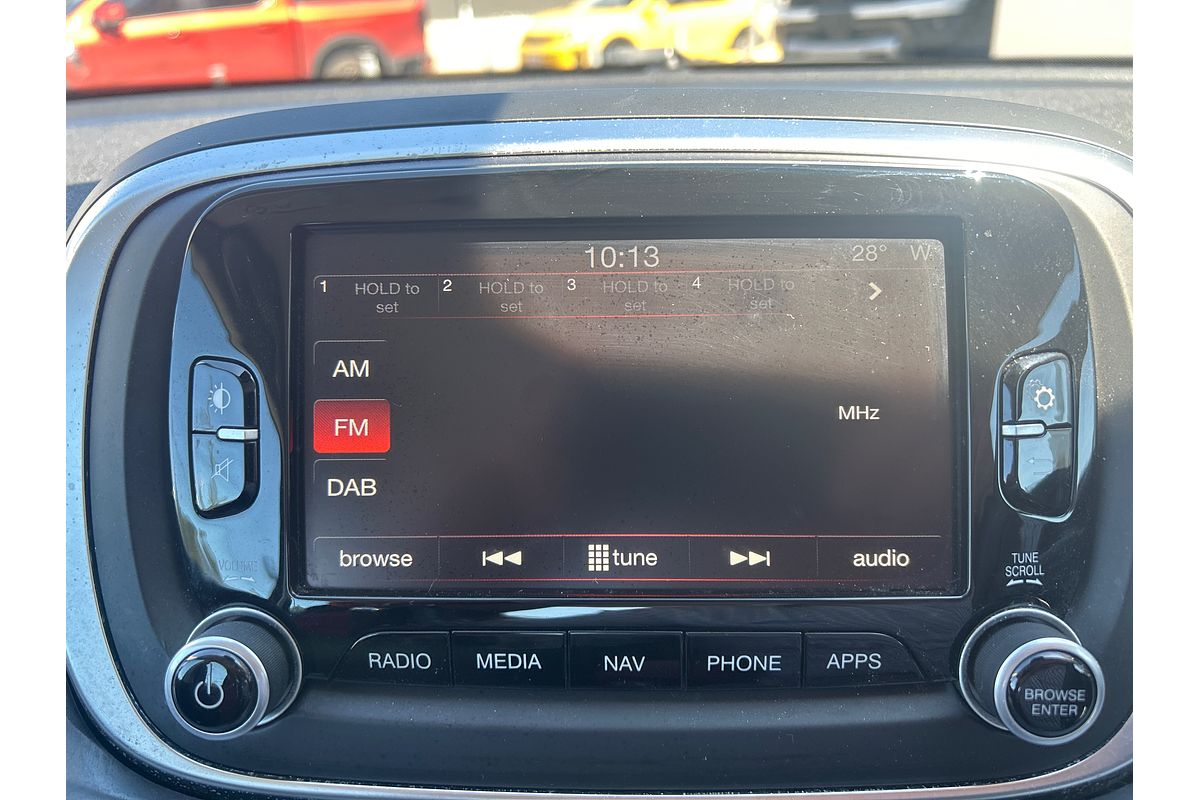 10:13
28° W
1 HOLD to set
2 HOLD to set
3 HOLD to set
4 HOLD to set
AM
FM
MHz
DAB
browse
tune
audio
VOLUME
TUNE
SCROLL
RADIO
MEDIA
NAV
PHONE
APPS
BROWSE
ENTER